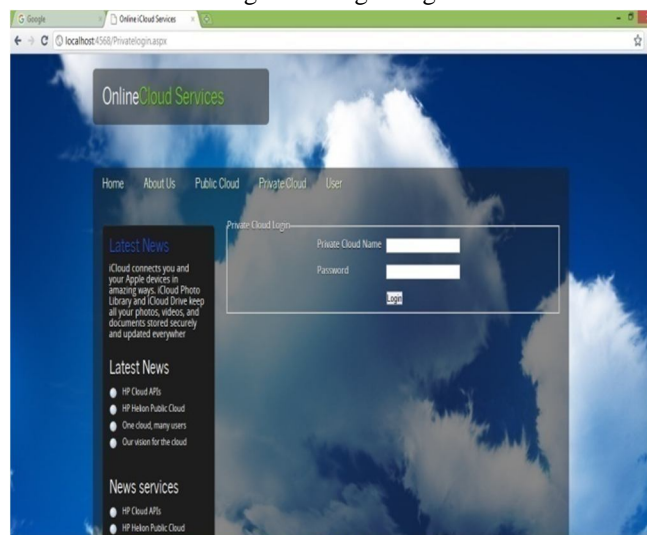 Google
Online iCloud Services
localhost:4568/Privatelogin.aspx
OnlineCloud Services
Home About Us Public Cloud Private Cloud User
Private Cloud Login
Private Cloud Name
Password
Login
Latest News
iCloud connects you and
your Apple devices in
amazing ways. iCloud Photo
Library and iCloud Drive keep
all your photos, videos, and
documents stored securely
and updated everywher
Latest News
HP Cloud APIs
HP Helion Public Cloud
One cloud, many users
Our vision for the cloud
News services
HP Cloud APIs
HP Helion Public Cloud